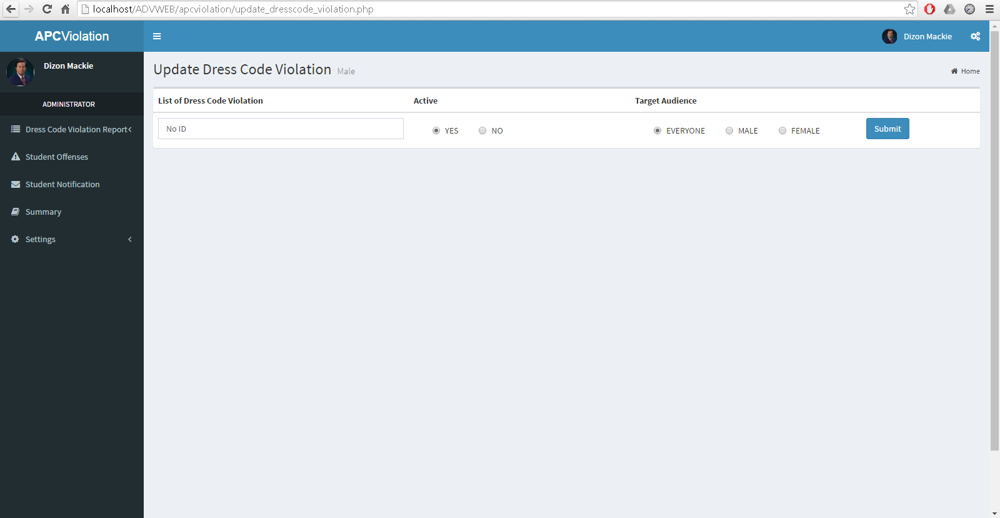 localhost/ADVWEB/apcviolation/update_dresscode_violation.php
APCViolation
Dizon Mackie
Dizon Mackie
ADMINISTRATOR
Dress Code Violation Report
Student Offenses
Student Notification
Summary
Settings
Update Dress Code Violation Male
Home
List of Dress Code Violation Active Target Audience
No ID YES NO EVERYONE MALE FEMALE Submit